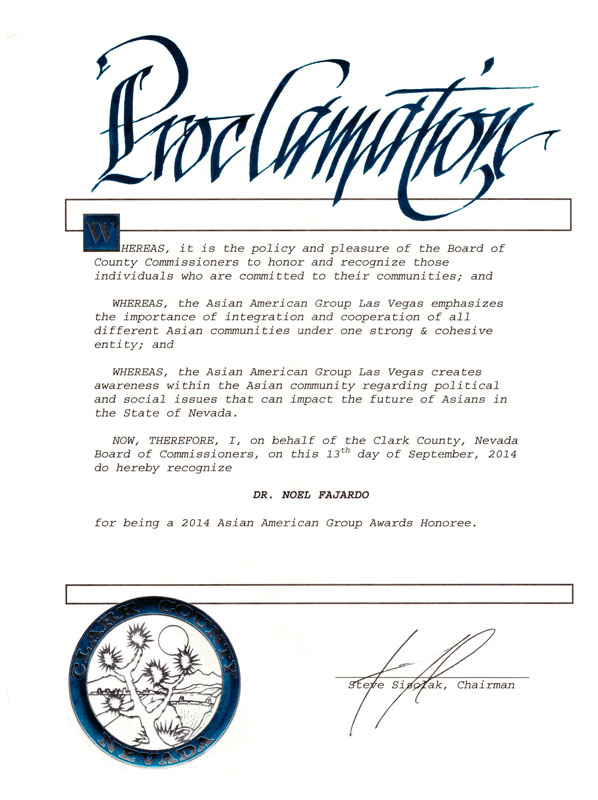 Proclamation
WHEREAS, it is the policy and pleasure of the Board of
County Commissioners to honor and recognize those
individuals who are committed to their communities; and
WHEREAS, the Asian American Group Las Vegas emphasizes
the importance of integration and cooperation of all
different Asian communities under one strong & cohesive
entity; and
WHEREAS, the Asian American Group Las Vegas creates
awareness within the Asian community regarding political
and social issues that can impact the future of Asians in
the State of Nevada.
NOW, THEREFORE, I, on behalf of the Clark County, Nevada
Board of Commissioners, on this 13th day of September, 2014
do hereby recognize
DR. NOEL FAJARDO
for being a 2014 Asian American Group Awards Honoree.
CLARK COUNTY
NEVADA
Steve Sisolak, Chairman